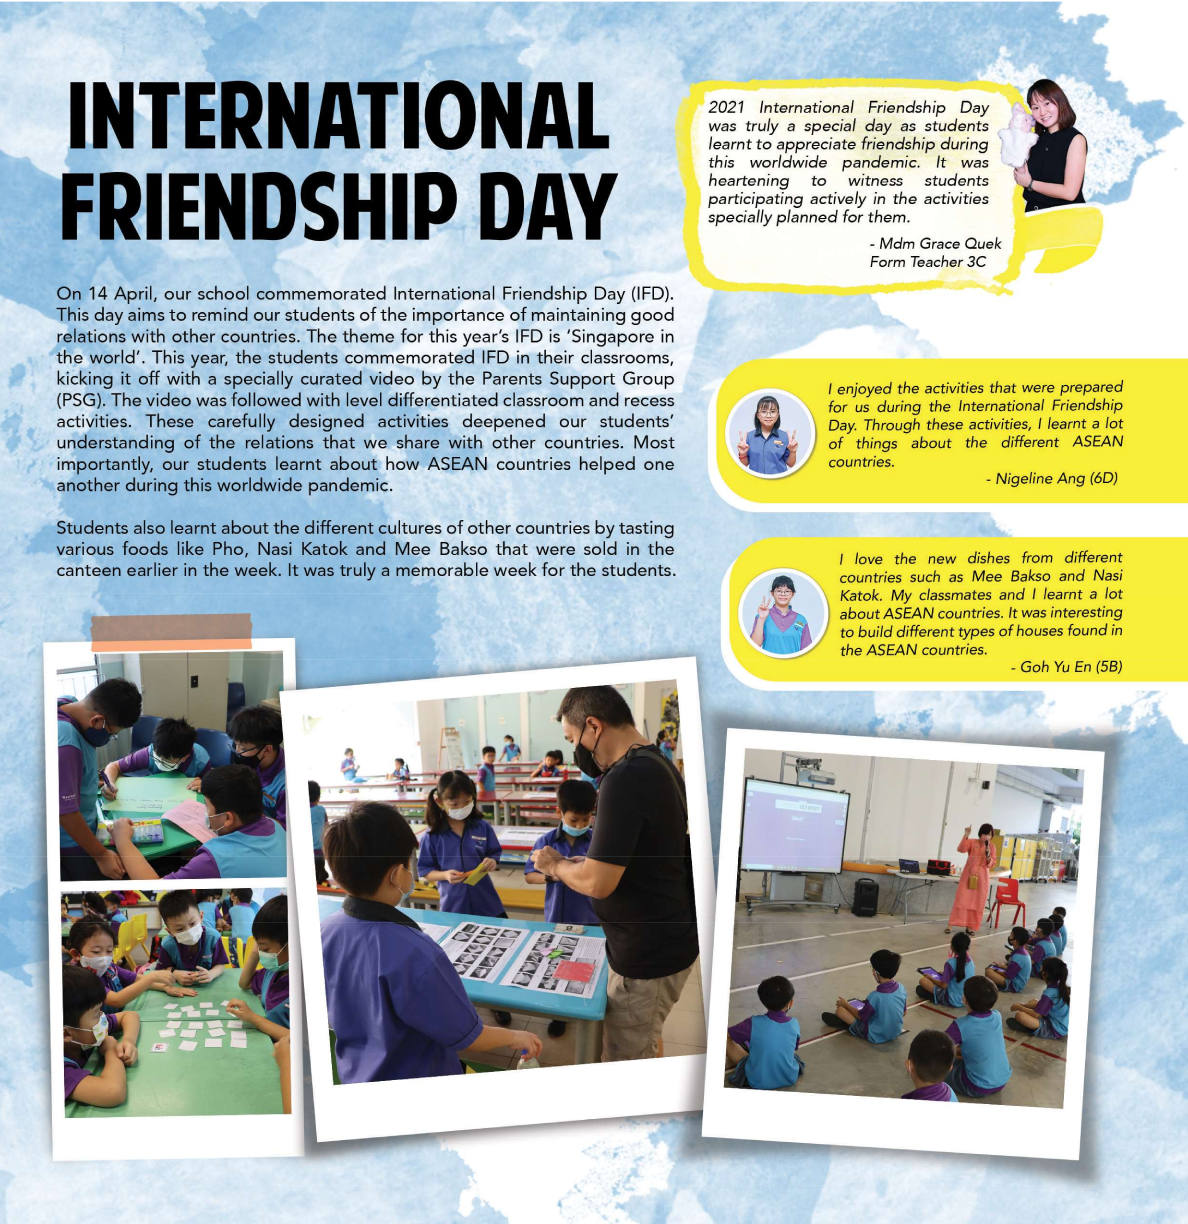 INTERNATIONAL
FRIENDSHIP DAY
On 14 April, our school commemorated International Friendship Day (IFD).
This day aims to remind our students of the importance of maintaining good
relations with other countries. The theme for this year's IFD is 'Singapore in
the world'. This year, the students commemorated IFD in their classrooms,
kicking it off with a specially curated video by the Parents Support Group
(PSG). The video was followed with level differentiated classroom and recess
activities. These carefully designed activities deepened our students'
understanding of the relations that we share with other countries. Most
importantly, our students learnt about how ASEAN countries helped one
another during this worldwide pandemic.
Students also learnt about the different cultures of other countries by tasting
various foods like Pho, Nasi Katok and Mee Bakso that were sold in the
canteen earlier in the week. It was truly a memorable week for the students.
2021 International Friendship Day
was truly a special day as students
learnt to appreciate friendship during
this worldwide pandemic. It was
heartening to witness students
participating actively in the activities
specially planned for them.
- Mdm Grace Quek
Form Teacher 3C
I enjoyed the activities that were prepared
for us during the International Friendship
Day. Through these activities, I learnt a lot
of things about the different ASEAN
countries.
- Nigeline Ang (6D)
I love the new dishes from different
countries such as Mee Bakso and Nasi
Katok. My classmates and I learnt a lot
about ASEAN countries. It was interesting
to build different types of houses found in
the ASEAN countries.
- Goh Yu En (5B)